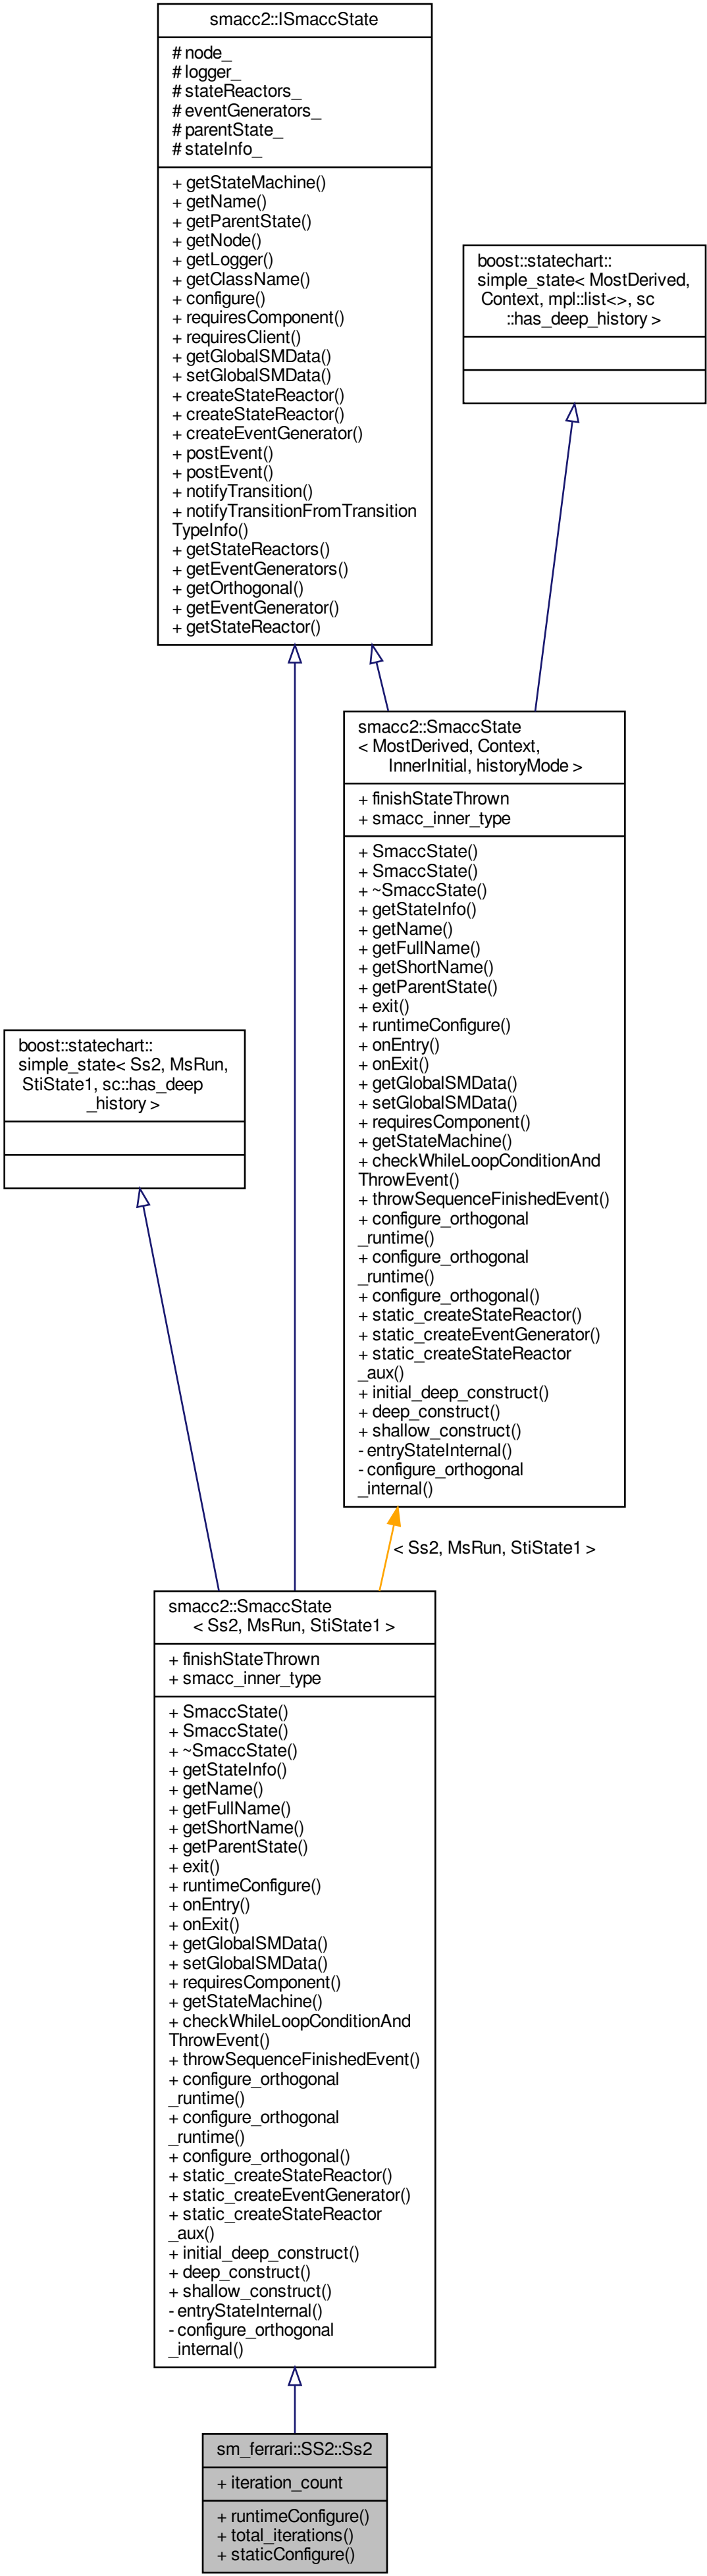 smacc2::ISmaccState
# node_
# logger_
# stateReactors_
# eventGenerators_
# parentState_
# stateInfo_
+ getStateMachine()
+ getName()
+ getParentState()
+ getNode()
+ getLogger()
+ getClassName()
+ configure()
+ requiresComponent()
+ requiresClient()
+ getGlobalSMData()
+ setGlobalSMData()
+ createStateReactor()
+ createStateReactor()
+ createEventGenerator()
+ postEvent()
+ postEvent()
+ notifyTransition()
+ notifyTransitionFromTransition
TypeInfo()
+ getStateReactors()
+ getEventGenerators()
+ getOrthogonal()
+ getEventGenerator()
+ getStateReactor()
boost::statechart::
simple_state< MostDerived,
Context, mpl::list<>, sc
::has_deep_history >
smacc2::SmaccState
< MostDerived, Context,
InnerInitial, historyMode >
+ finishStateThrown
+ smacc_inner_type
+ SmaccState()
+ SmaccState()
+ ~SmaccState()
+ getStateInfo()
+ getName()
+ getFullName()
+ getShortName()
+ getParentState()
+ exit()
+ runtimeConfigure()
+ onEntry()
+ onExit()
+ getGlobalSMData()
+ setGlobalSMData()
+ requiresComponent()
+ getStateMachine()
+ checkWhileLoopConditionAnd
ThrowEvent()
+ throwSequenceFinishedEvent()
+ configure_orthogonal
_runtime()
+ configure_orthogonal
_runtime()
+ configure_orthogonal()
+ static_createStateReactor()
+ static_createEventGenerator()
+ static_createStateReactor
_aux()
+ initial_deep_construct()
+ deep_construct()
+ shallow_construct()
- entryStateInternal()
- configure_orthogonal
_internal()
boost::statechart::
simple_state< Ss2, MsRun,
StiState1, sc::has_deep
_history >
< Ss2, MsRun, StiState1 >
smacc2::SmaccState
< Ss2, MsRun, StiState1 >
+ finishStateThrown
+ smacc_inner_type
+ SmaccState()
+ SmaccState()
+ ~SmaccState()
+ getStateInfo()
+ getName()
+ getFullName()
+ getShortName()
+ getParentState()
+ exit()
+ runtimeConfigure()
+ onEntry()
+ onExit()
+ getGlobalSMData()
+ setGlobalSMData()
+ requiresComponent()
+ getStateMachine()
+ checkWhileLoopConditionAnd
ThrowEvent()
+ throwSequenceFinishedEvent()
+ configure_orthogonal
_runtime()
+ configure_orthogonal
_runtime()
+ configure_orthogonal()
+ static_createStateReactor()
+ static_createEventGenerator()
+ static_createStateReactor
_aux()
+ initial_deep_construct()
+ deep_construct()
+ shallow_construct()
- entryStateInternal()
- configure_orthogonal
_internal()
sm_ferrari::SS2::Ss2
+ iteration_count
+ runtimeConfigure()
+ total_iterations()
+ staticConfigure()